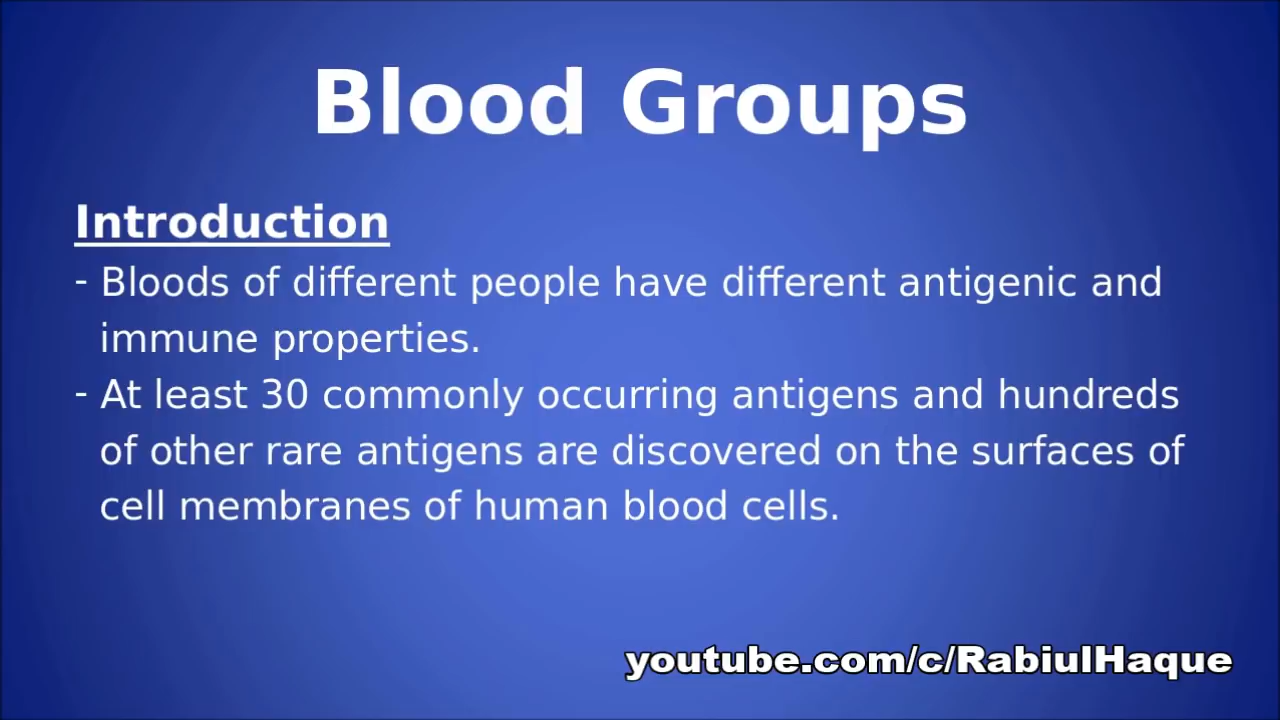 Blood Groups
Introduction
- Bloods of different people have different antigenic and
immune properties.
- At least 30 commonly occurring antigens and hundreds
of other rare antigens are discovered on the surfaces of
cell membranes of human blood cells.
youtube.com/c/RabiulHaque